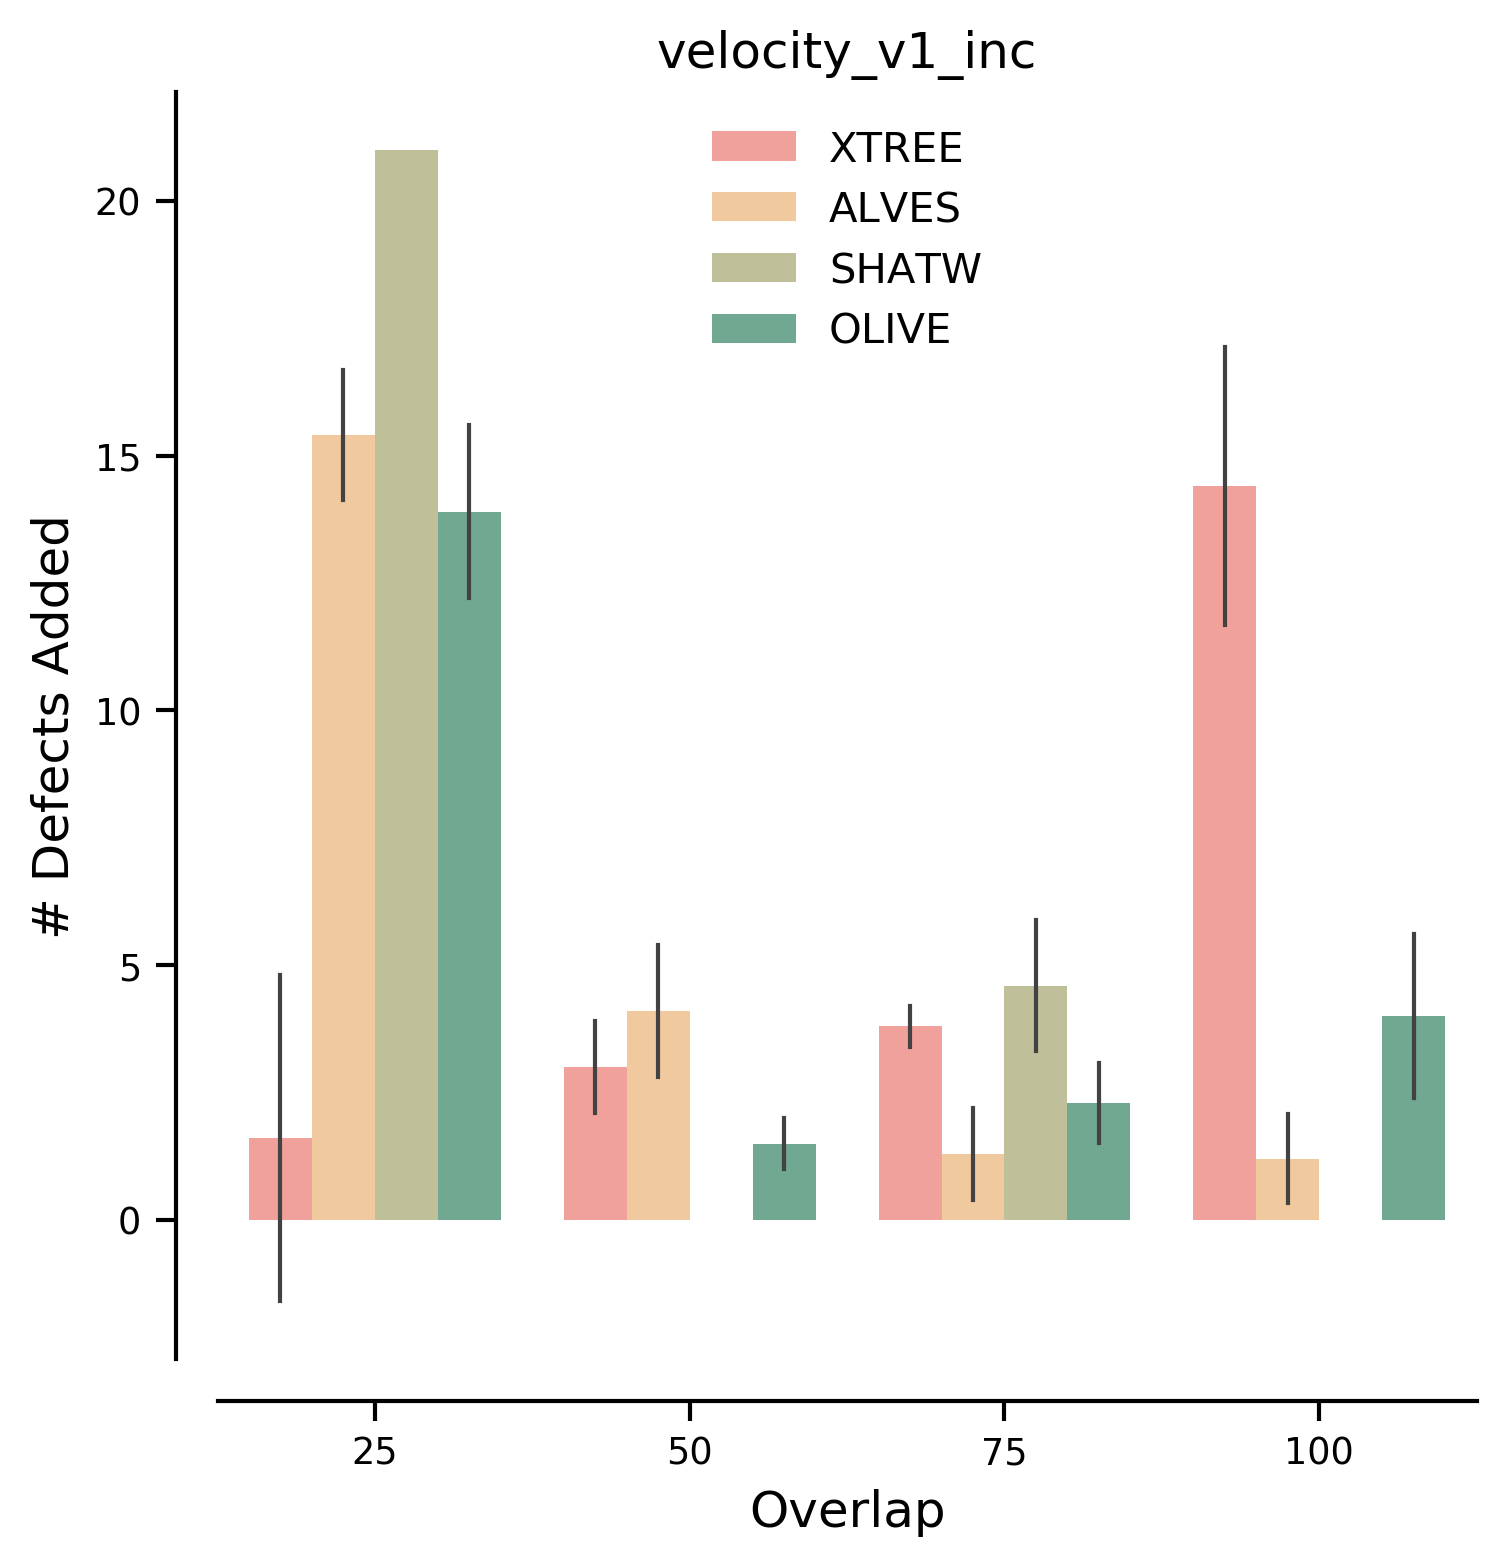 velocity_v1_inc
XTREE
ALVES
SHATW
OLIVE
# Defects Added
20
15
10
5
0
25 50 75 100
Overlap